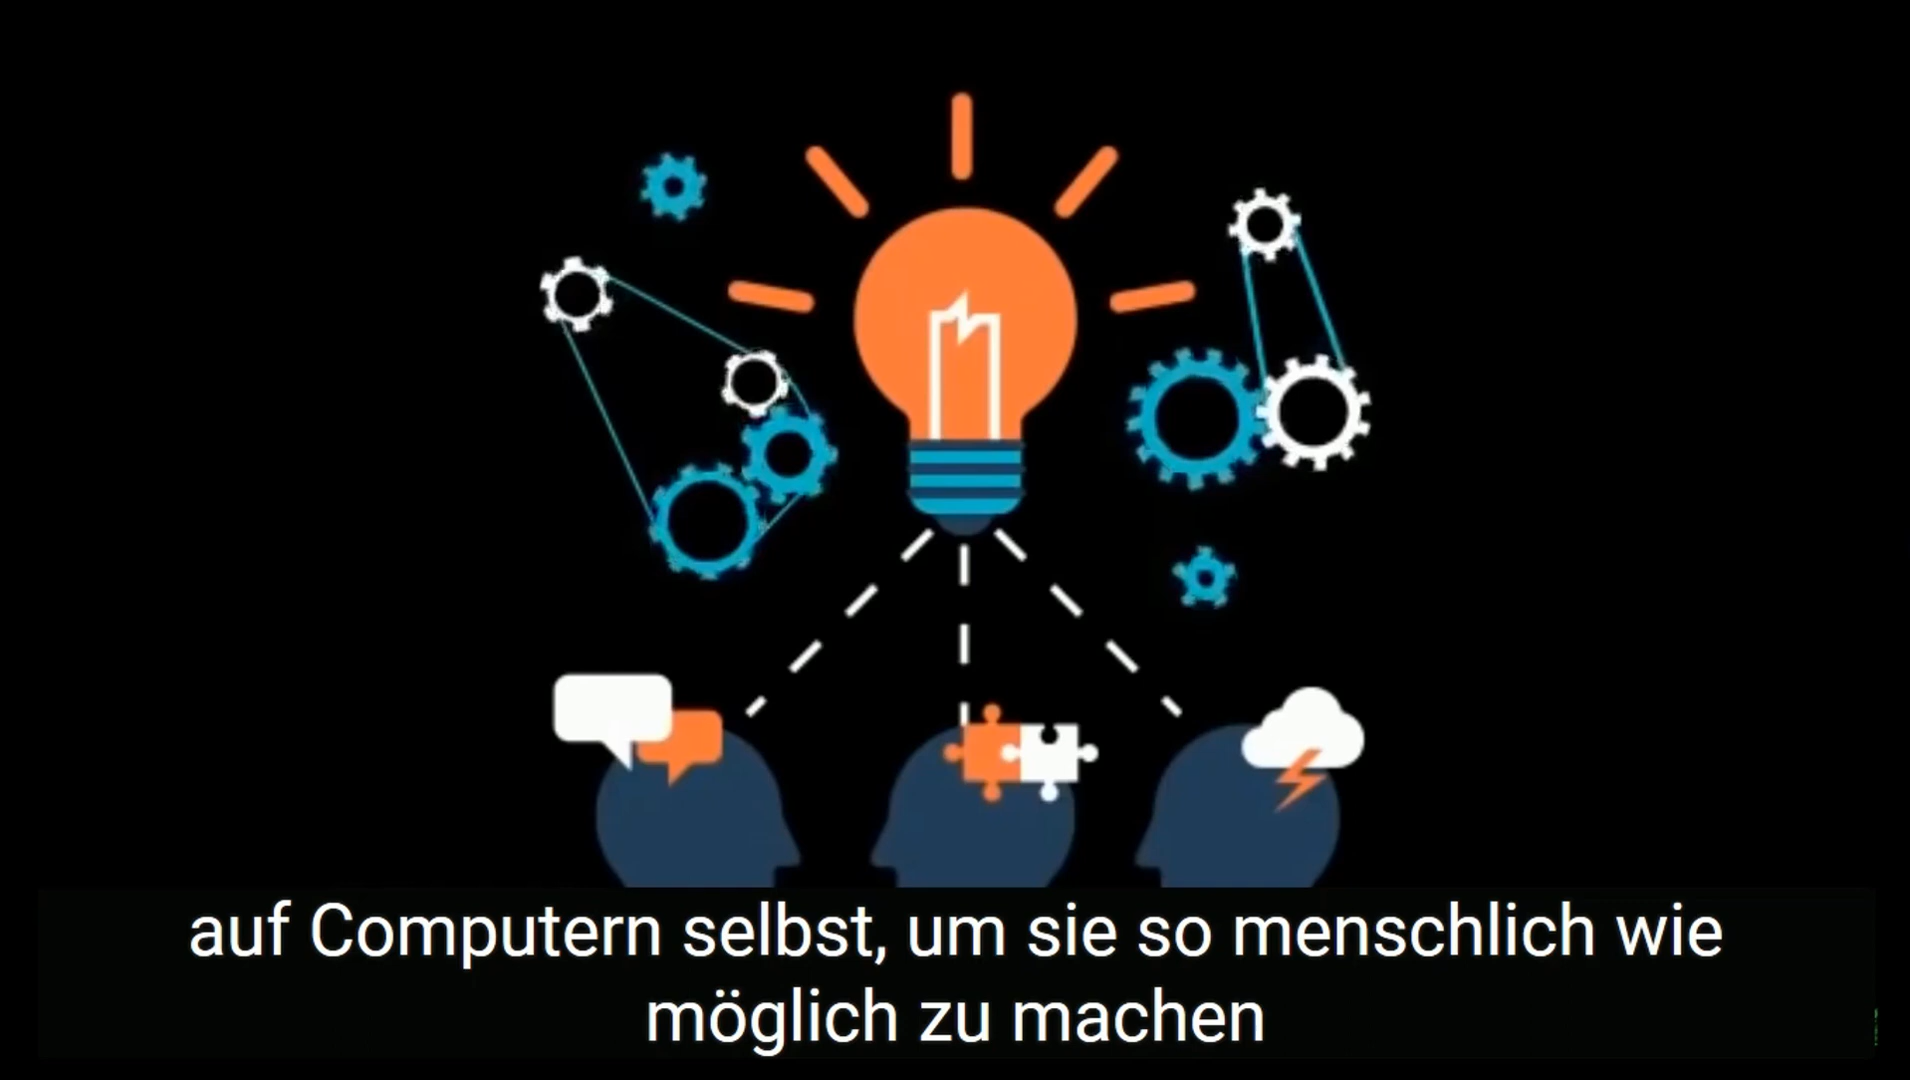 auf Computern selbst, um sie so menschlich wie
möglich zu machen